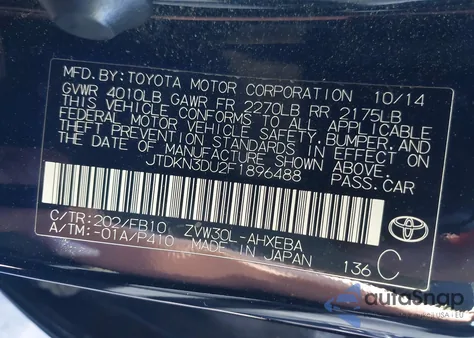 MFD.BY:TOYOTA MOTOR CORPORATION 10/14
GVWR 4010LB GAWR FR 2270LB RR 2175LB
THIS VEHICLE CONFORMS TO ALL APPLICABLE
FEDERAL MOTOR VEHICLE SAFETY, BUMPER, AND
THEFT PREVENTION STANDARDS IN EFFECT ON
THE DATE OF MANUFACTURE SHOWN ABOVE.
JTDKN3DU2F1896488 PASS.CAR
C/TR:202/FB10 ZVW30L-AHXEBA
A/TM:-01A/P410 MADE IN JAPAN
136 C
TOYOTA
autoSnap